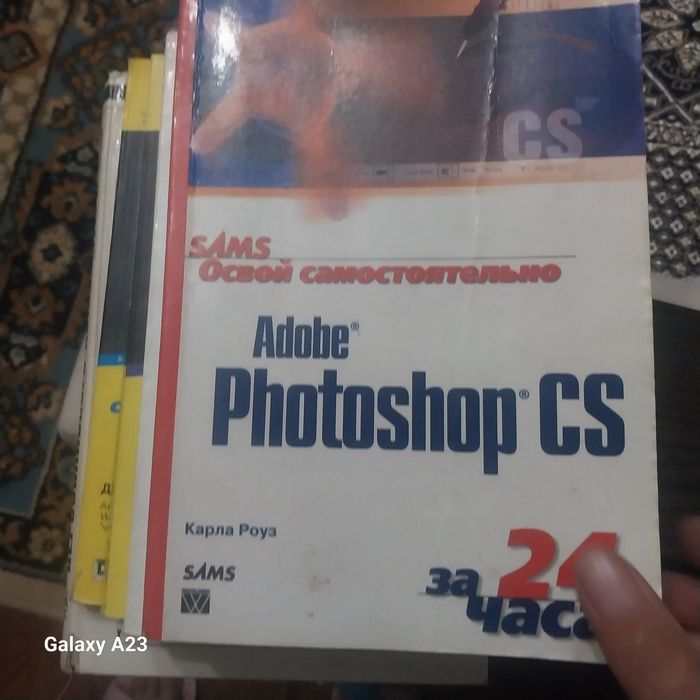 CS
SAMS
Освой самостоятельно
Adobe®
Photoshop® CS
Карла Роуз
SAMS
за 24
часа
Galaxy A23